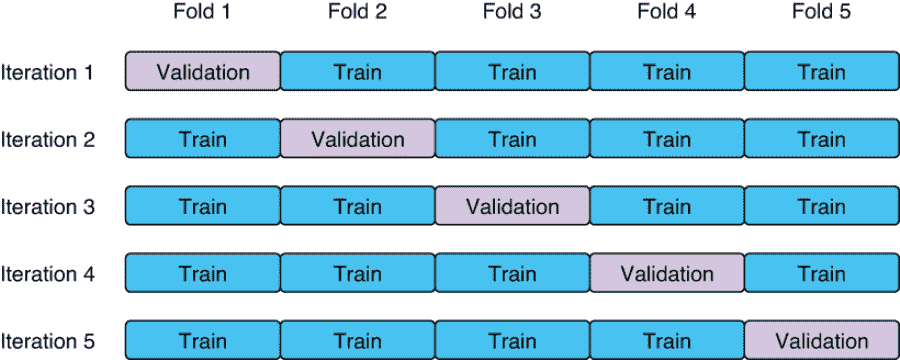 Fold 1 Fold 2 Fold 3 Fold 4 Fold 5
Iteration 1 Validation Train Train Train Train
Iteration 2 Train Validation Train Train Train
Iteration 3 Train Train Validation Train Train
Iteration 4 Train Train Train Validation Train
Iteration 5 Train Train Train Train Validation